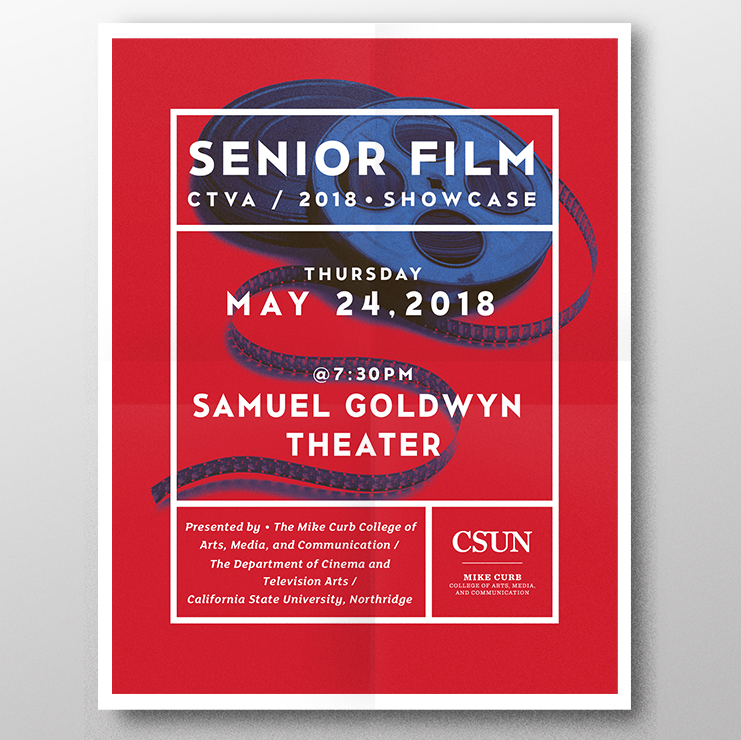 SENIOR FILM
CTVA / 2018 • SHOWCASE
THURSDAY
MAY 24, 2018
@7:30PM
SAMUEL GOLDWYN
THEATER
Presented by • The Mike Curb College of
Arts, Media, and Communication /
The Department of Cinema and
Television Arts /
California State University, Northridge
CSUN
MIKE CURB
COLLEGE OF ARTS, MEDIA,
AND COMMUNICATION